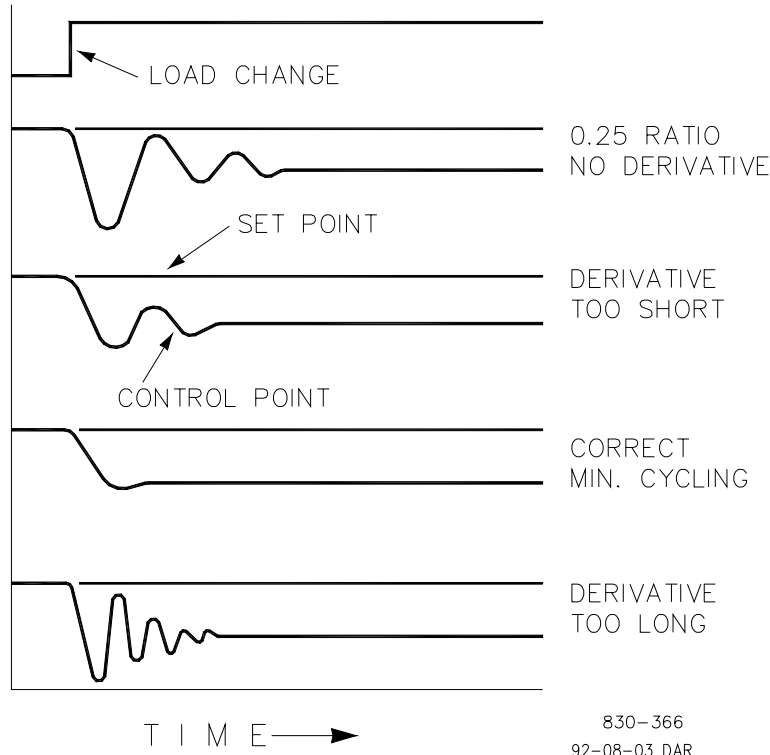 LOAD CHANGE
0.25 RATIO
NO DERIVATIVE
SET POINT
DERIVATIVE
TOO SHORT
CONTROL POINT
CORRECT
MIN. CYCLING
DERIVATIVE
TOO LONG
TIME
830-366
92-08-03 DAR